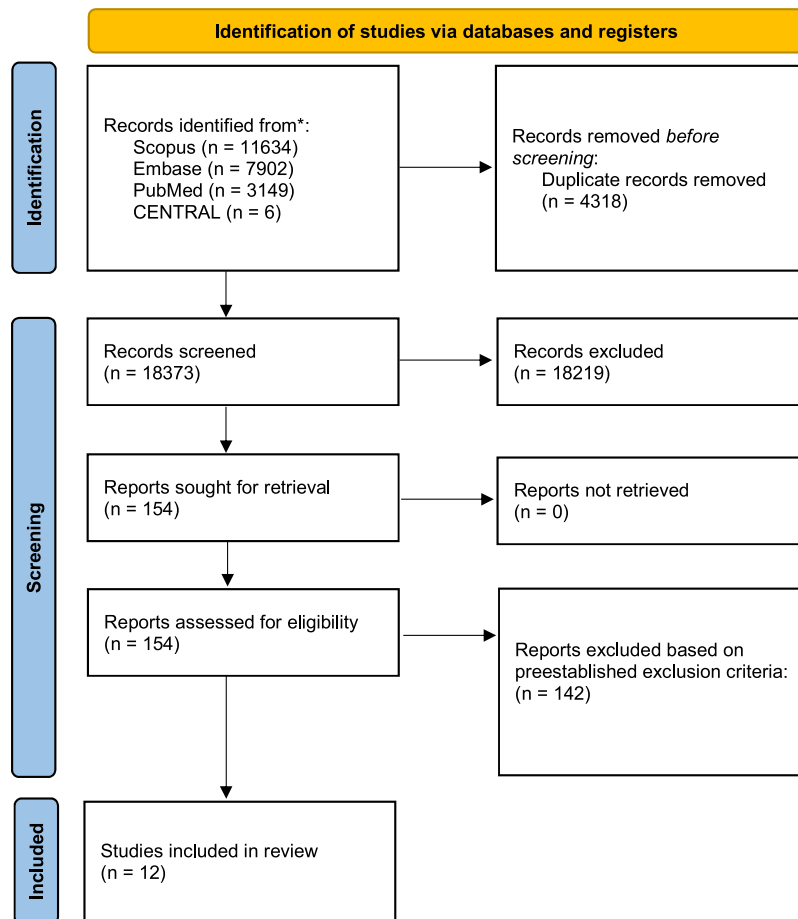 Identification of studies via databases and registers
Identification
Records identified from*:
Scopus (n = 11634)
Embase (n = 7902)
PubMed (n = 3149)
CENTRAL (n = 6)
Records removed before
screening:
Duplicate records removed
(n = 4318)
Screening
Records screened
(n = 18373)
Records excluded
(n = 18219)
Reports sought for retrieval
(n = 154)
Reports not retrieved
(n = 0)
Reports assessed for eligibility
(n = 154)
Reports excluded based on
preestablished exclusion criteria:
(n = 142)
Included
Studies included in review
(n = 12)